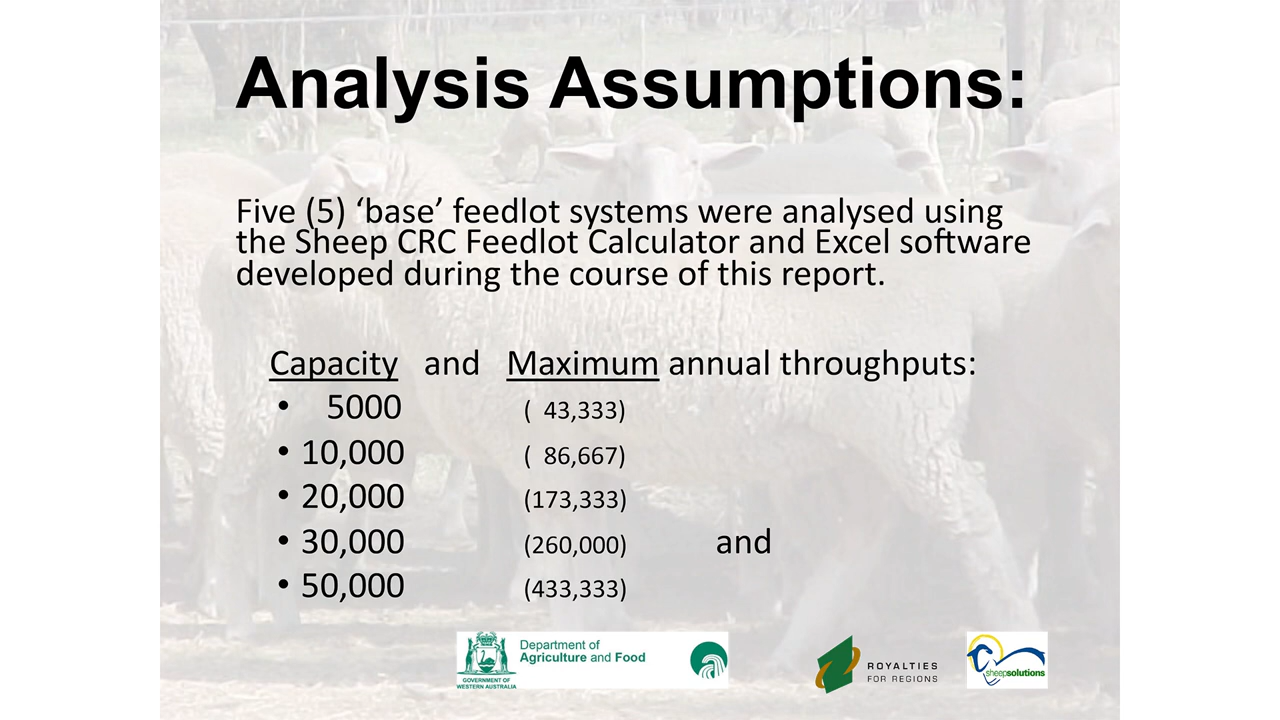 Analysis Assumptions:
Five (5) ‘base’ feedlot systems were analysed using
the Sheep CRC Feedlot Calculator and Excel software
developed during the course of this report.
Capacity and Maximum annual throughputs:
• 5000 ( 43,333)
• 10,000 ( 86,667)
• 20,000 (173,333)
• 30,000 (260,000) and
• 50,000 (433,333)
Department of
Agriculture and Food
GOVERNMENT OF
WESTERN AUSTRALIA
ROYALTIES
FOR REGIONS
sheepsolutions